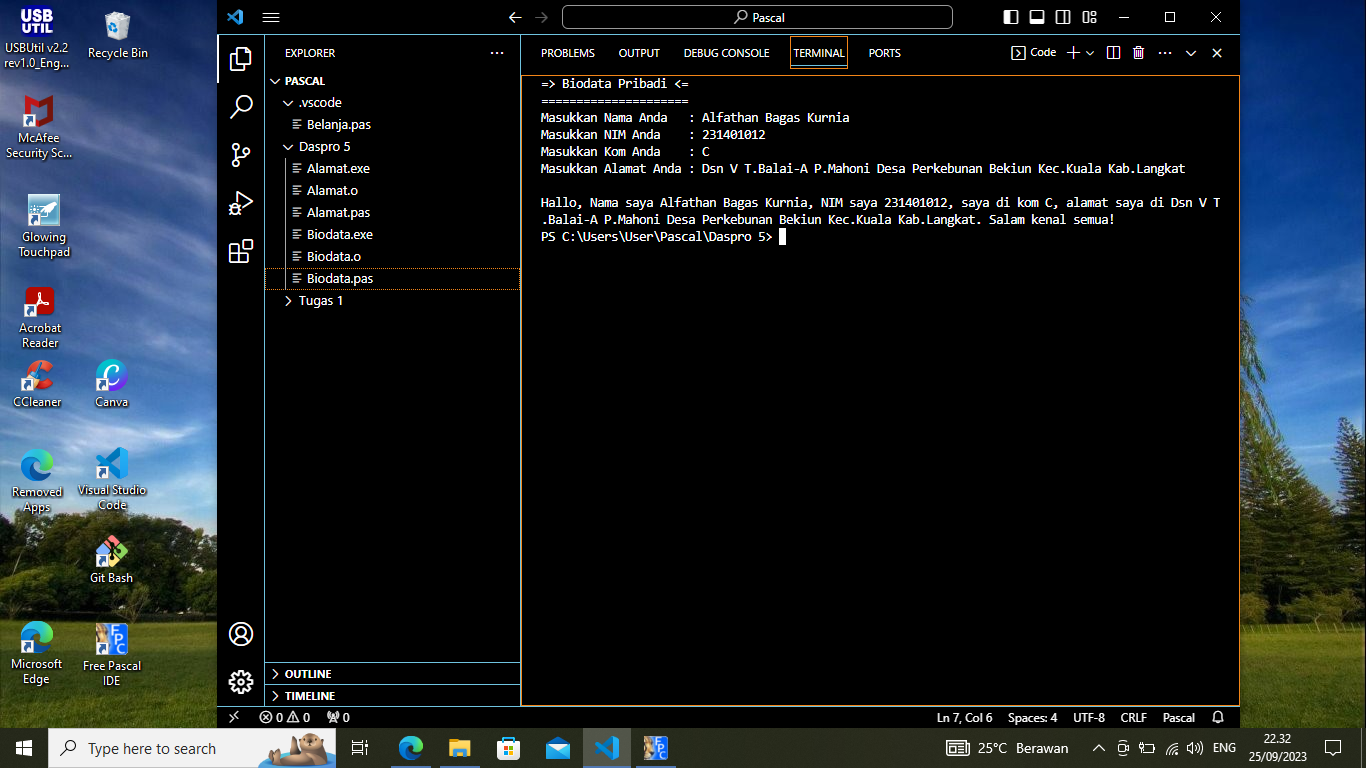 USB
UTIL
USBUtil v2.2
rev1.0_Eng...
Recycle Bin
McAfee
Security Sc...
Glowing
Touchpad
Acrobat
Reader
CCleaner
Canva
Removed
Apps
Visual Studio
Code
Git Bash
Microsoft
Edge
FPC
Free Pascal
IDE
Pascal
EXPLORER
PASCAL
.vscode
Belanja.pas
Daspro 5
Alamat.exe
Alamat.o
Alamat.pas
Biodata.exe
Biodata.o
Biodata.pas
Tugas 1
OUTLINE
TIMELINE
PROBLEMS OUTPUT DEBUG CONSOLE TERMINAL PORTS Code
=> Biodata Pribadi <=
=====================
Masukkan Nama Anda   : Alfathan Bagas Kurnia
Masukkan NIM Anda    : 231401012
Masukkan Kom Anda    : C
Masukkan Alamat Anda : Dsn V T.Balai-A P.Mahoni Desa Perkebunan Bekiun Kec.Kuala Kab.Langkat
Hallo, Nama saya Alfathan Bagas Kurnia, NIM saya 231401012, saya di kom C, alamat saya di Dsn V T
.Balai-A P.Mahoni Desa Perkebunan Bekiun Kec.Kuala Kab.Langkat. Salam kenal semua!
PS C:\Users\User\Pascal\Daspro 5>
0 0 0 Ln 7, Col 6 Spaces: 4 UTF-8 CRLF Pascal
Type here to search
FPC
25°C Berawan
ENG
22.32
25/09/2023